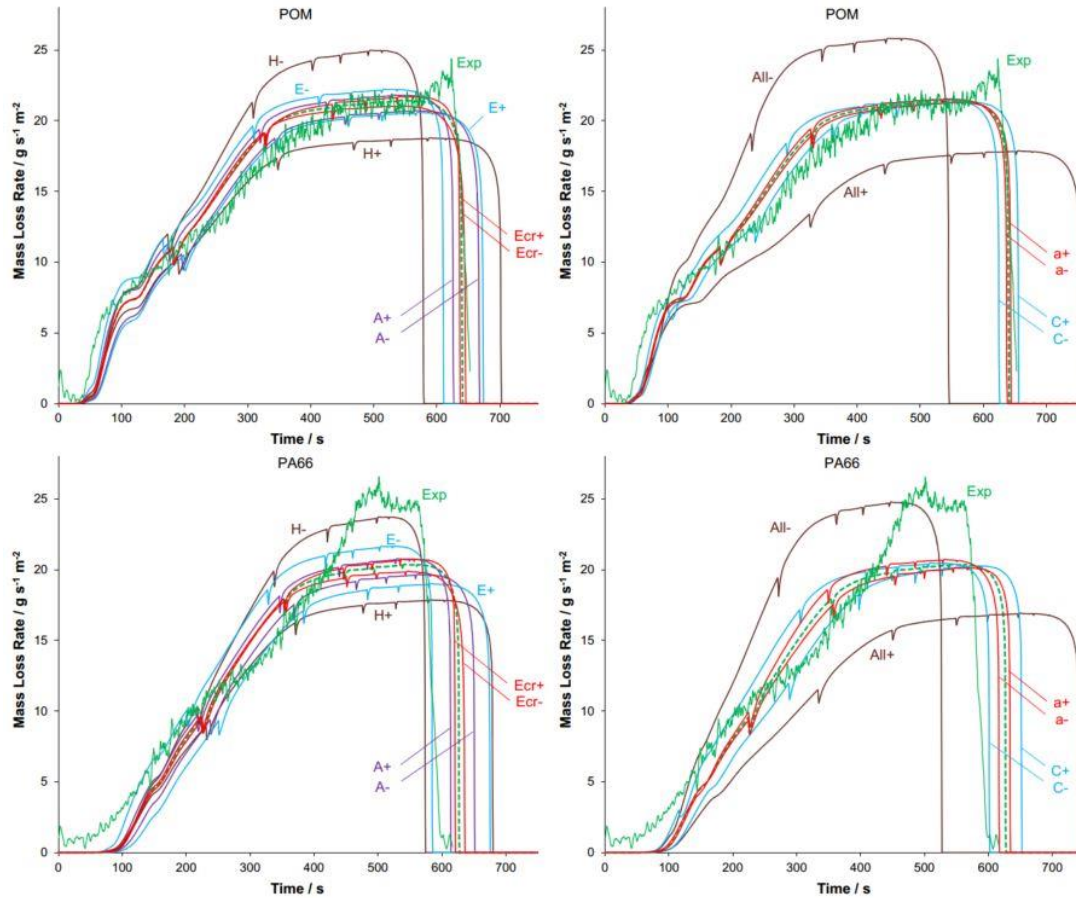 POM
25
20
15
10
5
0
Mass Loss Rate / g s⁻¹ m⁻²
H-
E-
Exp
E+
H+
Ecr+
Ecr-
A+
A-
0 100 200 300 400 500 600 700
Time / s
POM
25
20
15
10
5
0
Mass Loss Rate / g s⁻¹ m⁻²
All-
Exp
All+
a+
a-
C+
C-
0 100 200 300 400 500 600 700
Time / s
PA66
25
20
15
10
5
0
Mass Loss Rate / g s⁻¹ m⁻²
Exp
H-
E-
E+
H+
Ecr+
Ecr-
A+
A-
0 100 200 300 400 500 600 700
Time / s
PA66
25
20
15
10
5
0
Mass Loss Rate / g s⁻¹ m⁻²
All-
Exp
All+
a+
a-
C+
C-
0 100 200 300 400 500 600 700
Time / s